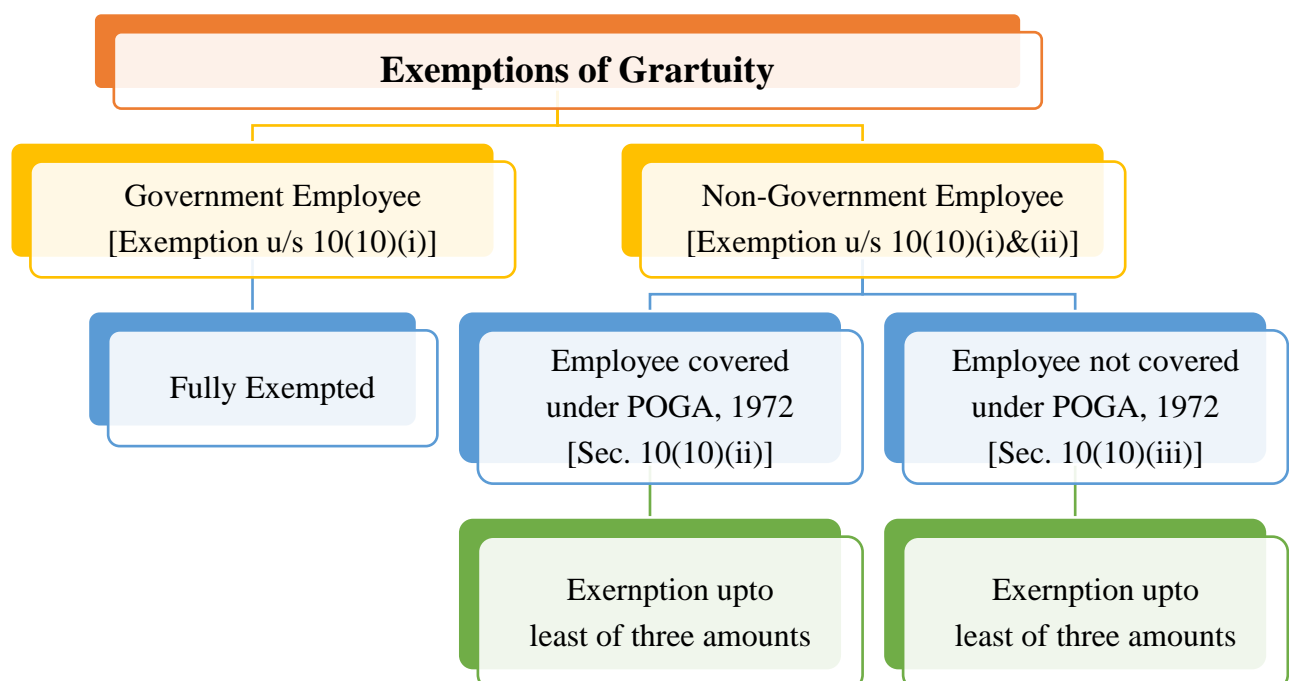 Exemptions of Grartuity
Government Employee
[Exemption u/s 10(10)(i)]
Non-Government Employee
[Exemption u/s 10(10)(i)&(ii)]
Fully Exempted
Employee covered
under POGA, 1972
[Sec. 10(10)(ii)]
Employee not covered
under POGA, 1972
[Sec. 10(10)(iii)]
Exernption upto
least of three amounts
Exernption upto
least of three amounts